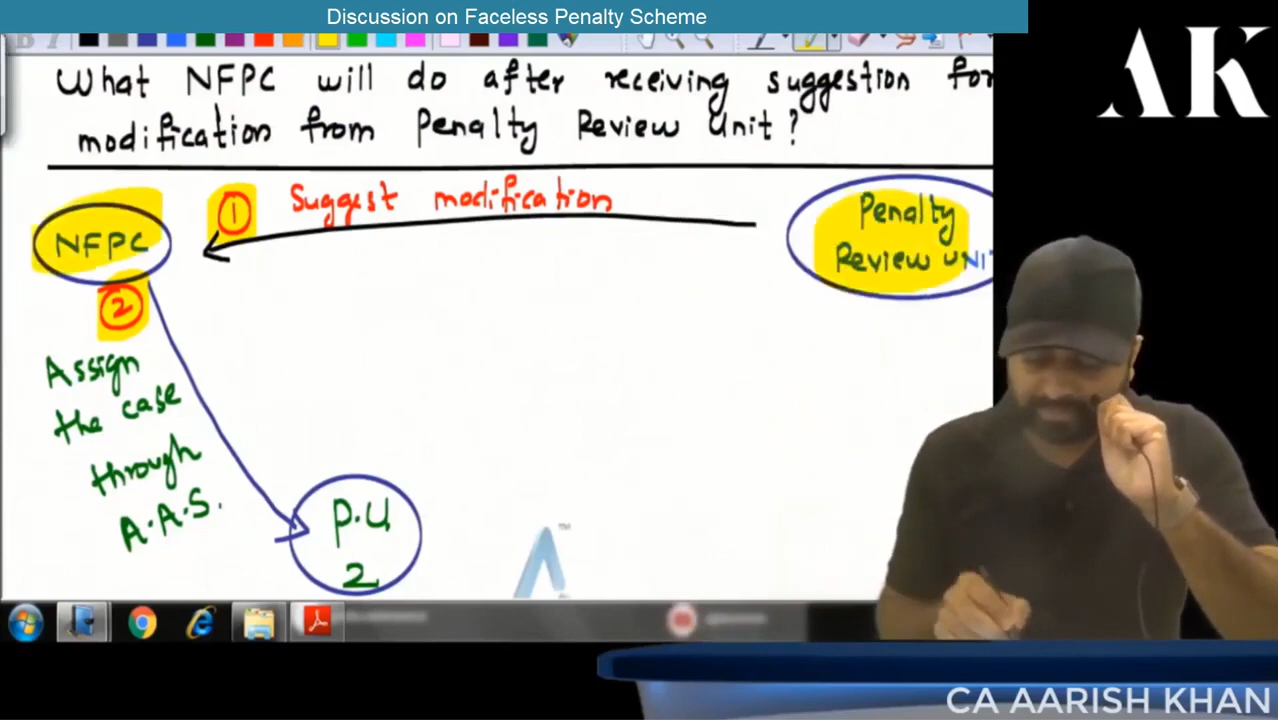 Discussion on Faceless Penalty Scheme
AK
What NFPC will do after receiving suggestion for
modification from Penalty Review Unit?
1 Suggest modification
Penalty
Review UNIT
NFPC
2
Assign
the case
through
A.A.S.
P.U
2
TM
CA AARISH KHAN